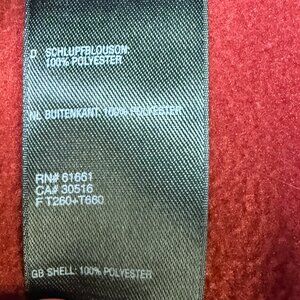 D SCHLUPFBLOUSON:
100% POLYESTER
NL BUITENKANT: 100% POLYESTER
RN# 61661
CA# 30516
F T260+T660
GB SHELL: 100% POLYESTER